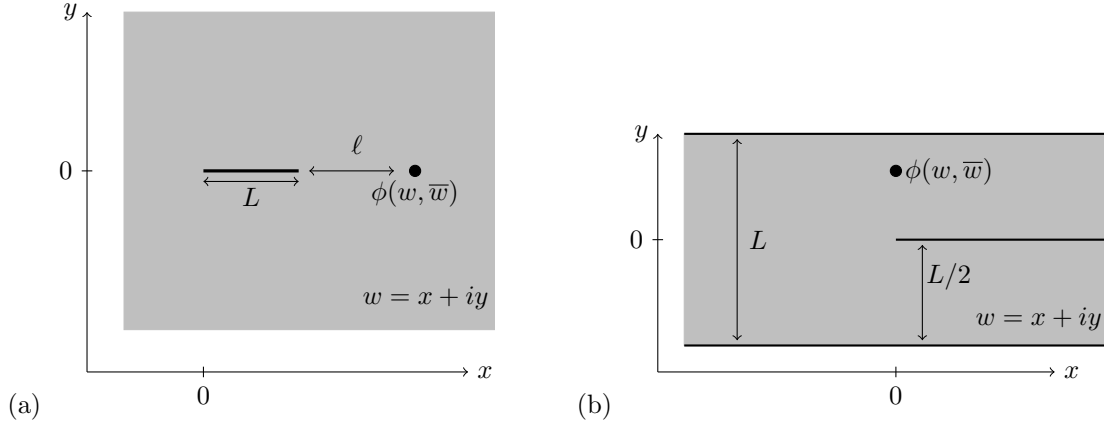 y
0
L
ℓ
ϕ(w, w̅)
w = x + iy
0
x
(a)
y
0
ϕ(w, w̅)
L
L/2
w = x + iy
0
x
(b)